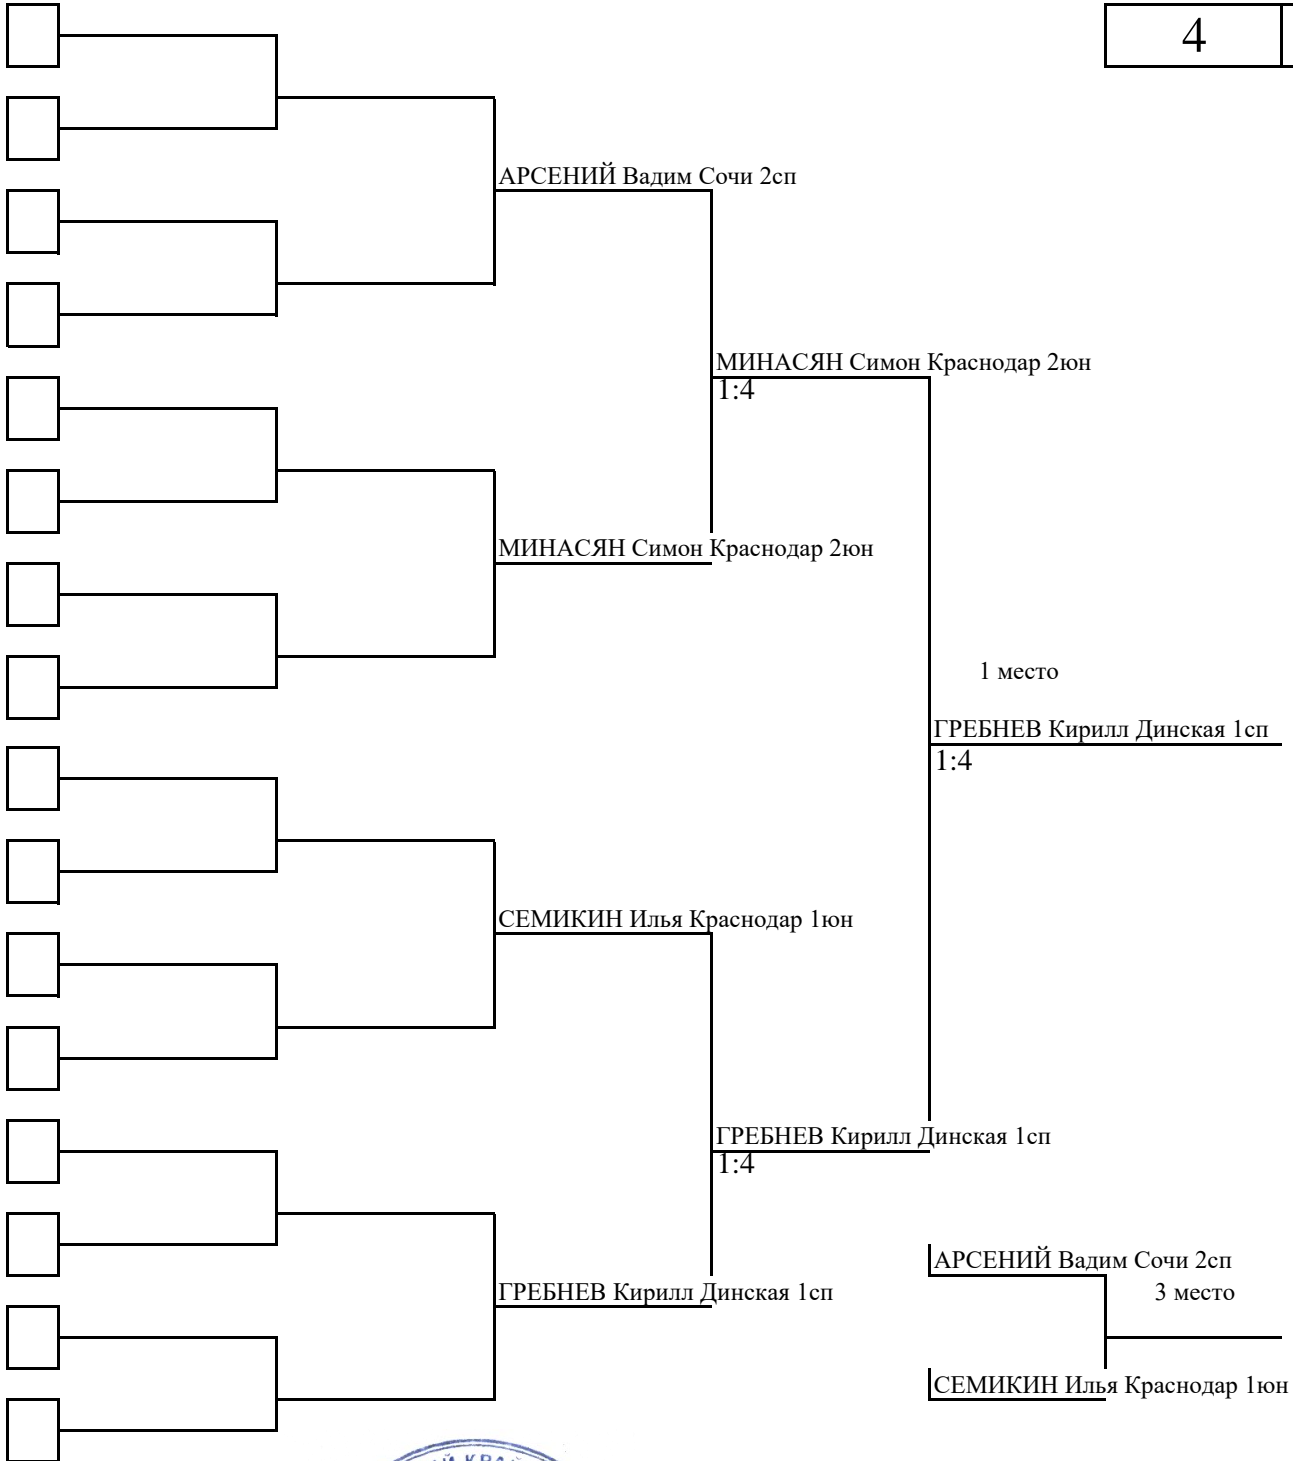 4
АРСЕНИЙ Вадим Сочи 2сп
МИНАСЯН Симон Краснодар 2юн
1:4
МИНАСЯН Симон Краснодар 2юн
1 место
ГРЕБНЕВ Кирилл Динская 1сп
1:4
СЕМИКИН Илья Краснодар 1юн
ГРЕБНЕВ Кирилл Динская 1сп
1:4
АРСЕНИЙ Вадим Сочи 2сп
ГРЕБНЕВ Кирилл Динская 1сп
3 место
СЕМИКИН Илья Краснодар 1юн